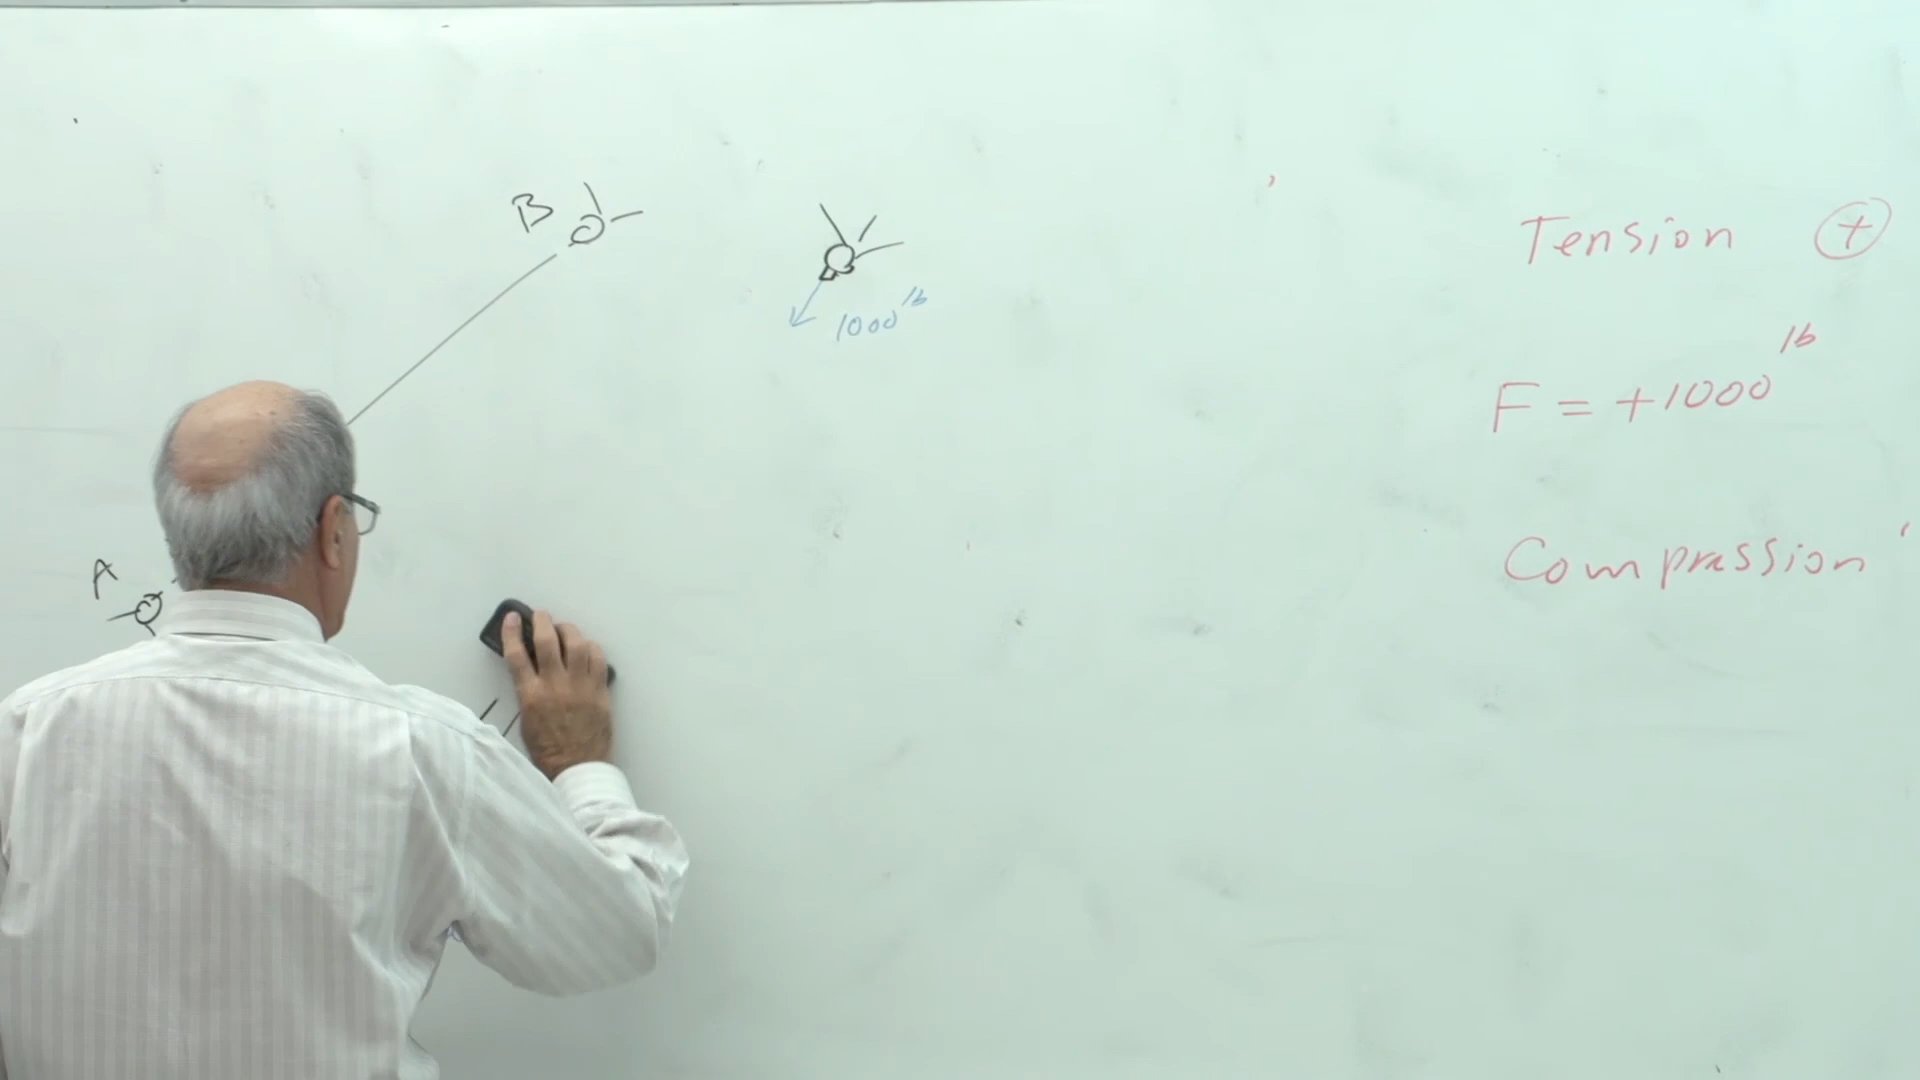 B
1000 lb
A
Tension +
F = +1000 lb
Compression